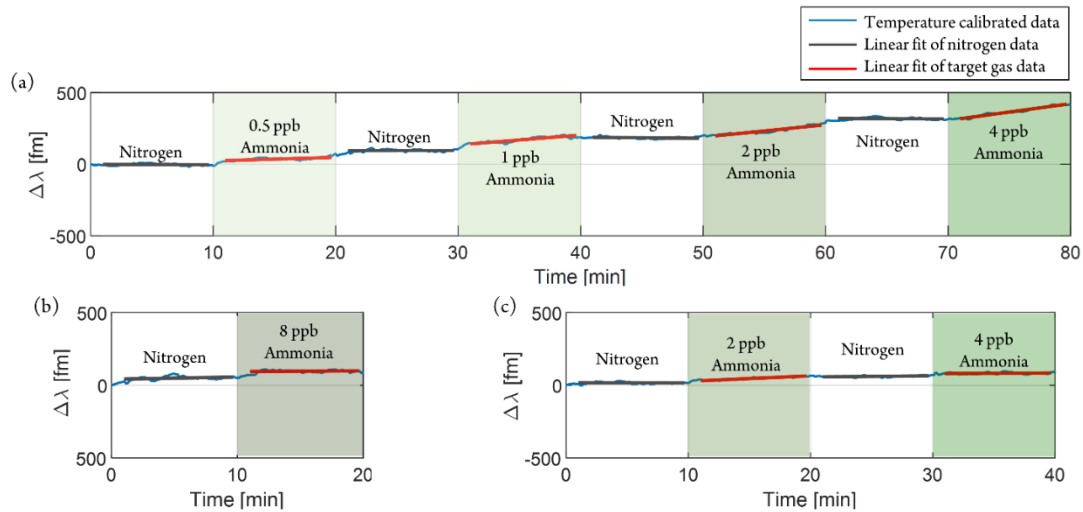 Temperature calibrated data
Linear fit of nitrogen data
Linear fit of target gas data
(a)
500
0
-500
Δλ [fm]
Nitrogen
0.5 ppb
Ammonia
Nitrogen
1 ppb
Ammonia
Nitrogen
2 ppb
Ammonia
Nitrogen
4 ppb
Ammonia
0 10 20 30 40 50 60 70 80
Time [min]
(b)
500
0
500
Δλ [fm]
Nitrogen
8 ppb
Ammonia
0 10 20
Time [min]
(c)
500
0
-500
Δλ [fm]
Nitrogen
2 ppb
Ammonia
Nitrogen
4 ppb
Ammonia
0 10 20 30 40
Time [min]